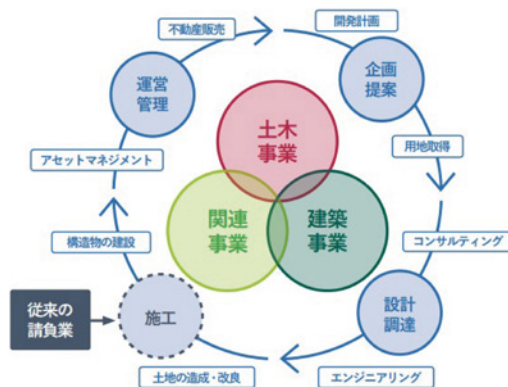 不動産販売
開発計画
運営
管理
企画
提案
土木
事業
アセットマネジメント
用地取得
関連
事業
建築
事業
構造物の建設
コンサルティング
従来の
請負業
施工
設計
調達
土地の造成・改良
エンジニアリング